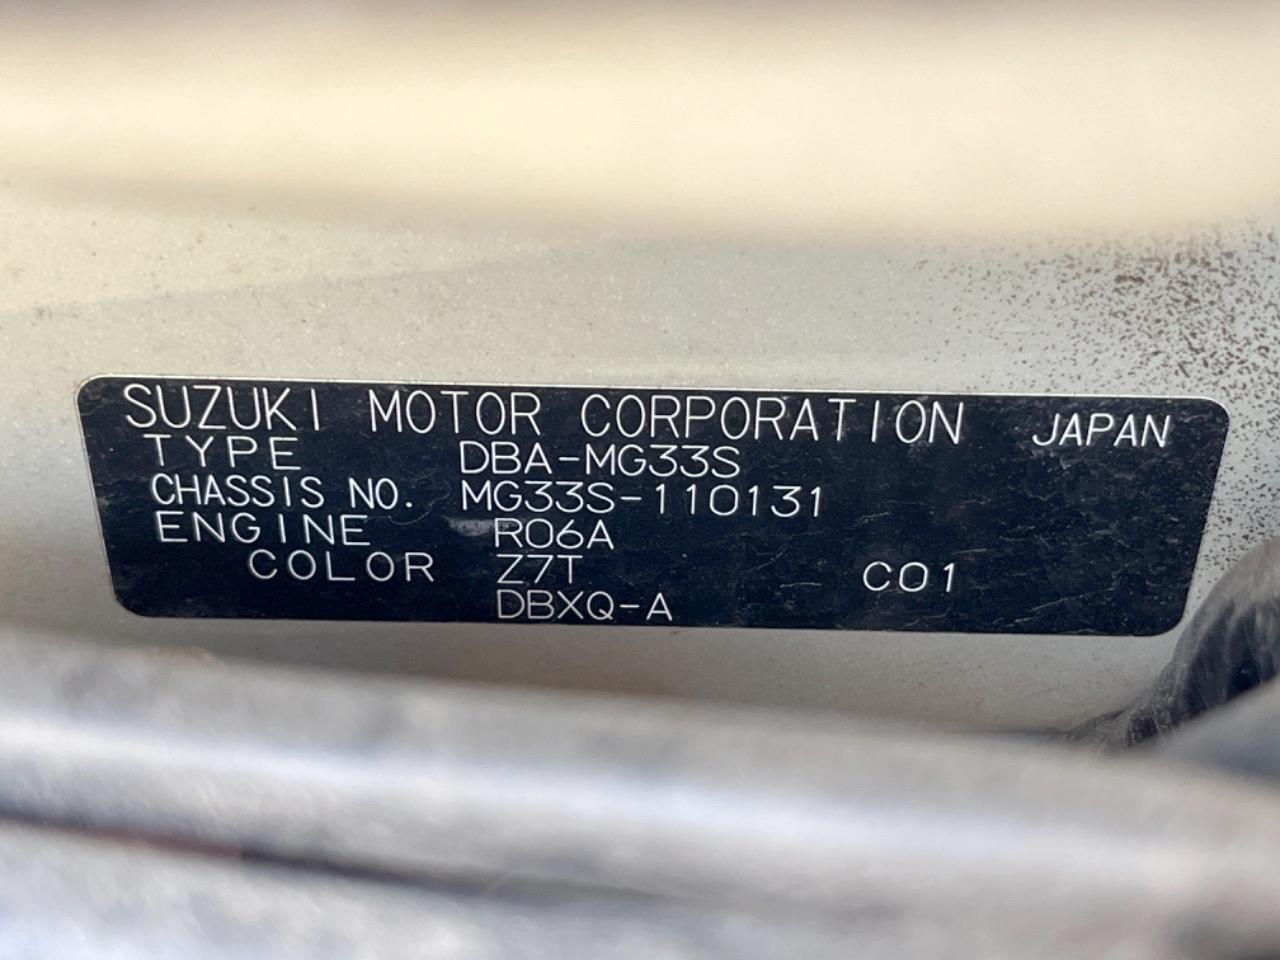 SUZUKI MOTOR CORPORATION JAPAN
TYPE DBA-MG33S
CHASSIS NO. MG33S-110131
ENGINE R06A
COLOR Z7T C01
DBXQ-A